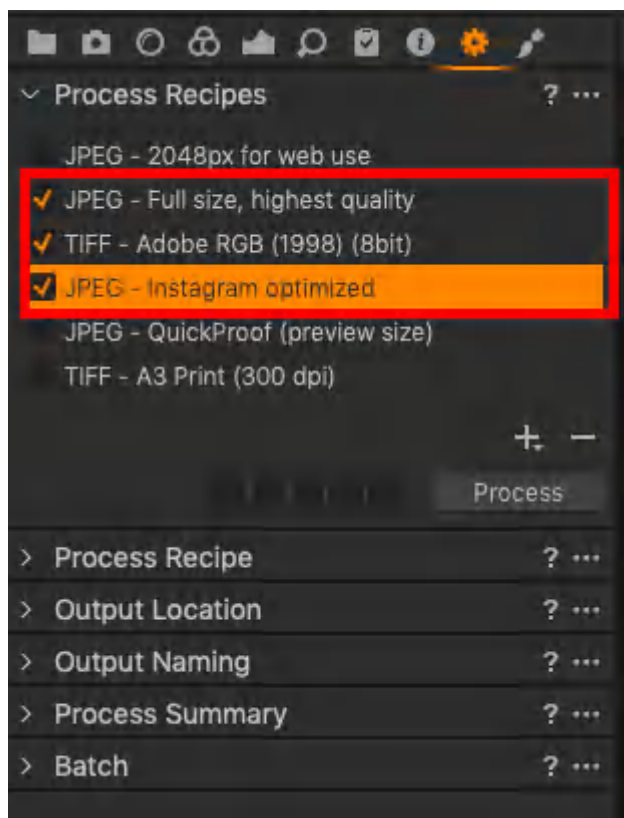 Process Recipes ? ...
JPEG - 2048px for web use
JPEG - Full size, highest quality
TIFF - Adobe RGB (1998) (8bit)
JPEG - Instagram optimized
JPEG - QuickProof (preview size)
TIFF - A3 Print (300 dpi)
Process
Process Recipe ? ...
Output Location ? ...
Output Naming ? ...
Process Summary ? ...
Batch ? ...